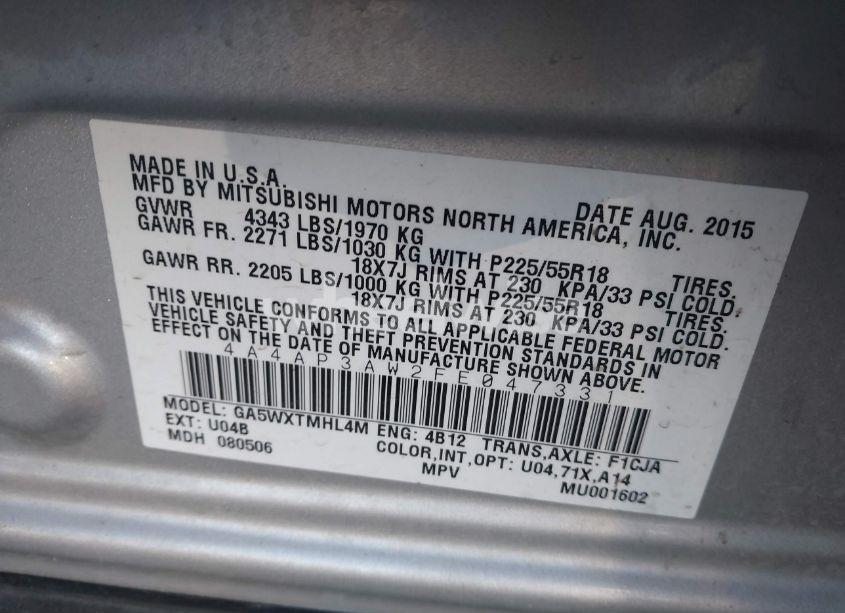 MADE IN U.S.A.
MFD BY MITSUBISHI MOTORS NORTH AMERICA, INC.
DATE AUG. 2015
GVWR 4343 LBS/1970 KG
GAWR FR. 2271 LBS/1030 KG WITH P225/55R18 TIRES,
18X7J RIMS AT 230 KPA/33 PSI COLD.
GAWR RR. 2205 LBS/1000 KG WITH P225/55R18 TIRES,
18X7J RIMS AT 230 KPA/33 PSI COLD.
THIS VEHICLE CONFORMS TO ALL APPLICABLE FEDERAL MOTOR
VEHICLE SAFETY AND THEFT PREVENTION STANDARDS IN
EFFECT ON THE DATE OF MANUFACTURE SHOWN ABOVE.
4A4AP3AW2FE047331
MODEL: GA5WXTMHL4M ENG: 4B12 TRANS,AXLE: F1CJA
EXT: U04B COLOR,INT,OPT: U04,71X,A14
MDH 080506 MPV MU001602